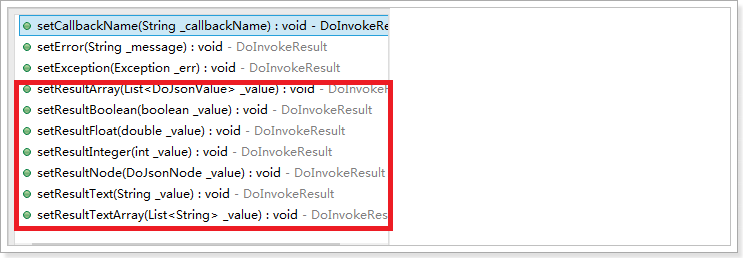 setCallbackName(String _callbackName) : void - DoInvokeResult
setError(String _message) : void - DoInvokeResult
setException(Exception _err) : void - DoInvokeResult
setResultArray(List<DoJsonValue> _value) : void - DoInvokeRes
setResultBoolean(boolean _value) : void - DoInvokeResult
setResultFloat(double _value) : void - DoInvokeResult
setResultInteger(int _value) : void - DoInvokeResult
setResultNode(DoJsonNode _value) : void - DoInvokeResult
setResultText(String _value) : void - DoInvokeResult
setResultTextArray(List<String> _value) : void - DoInvokeRes